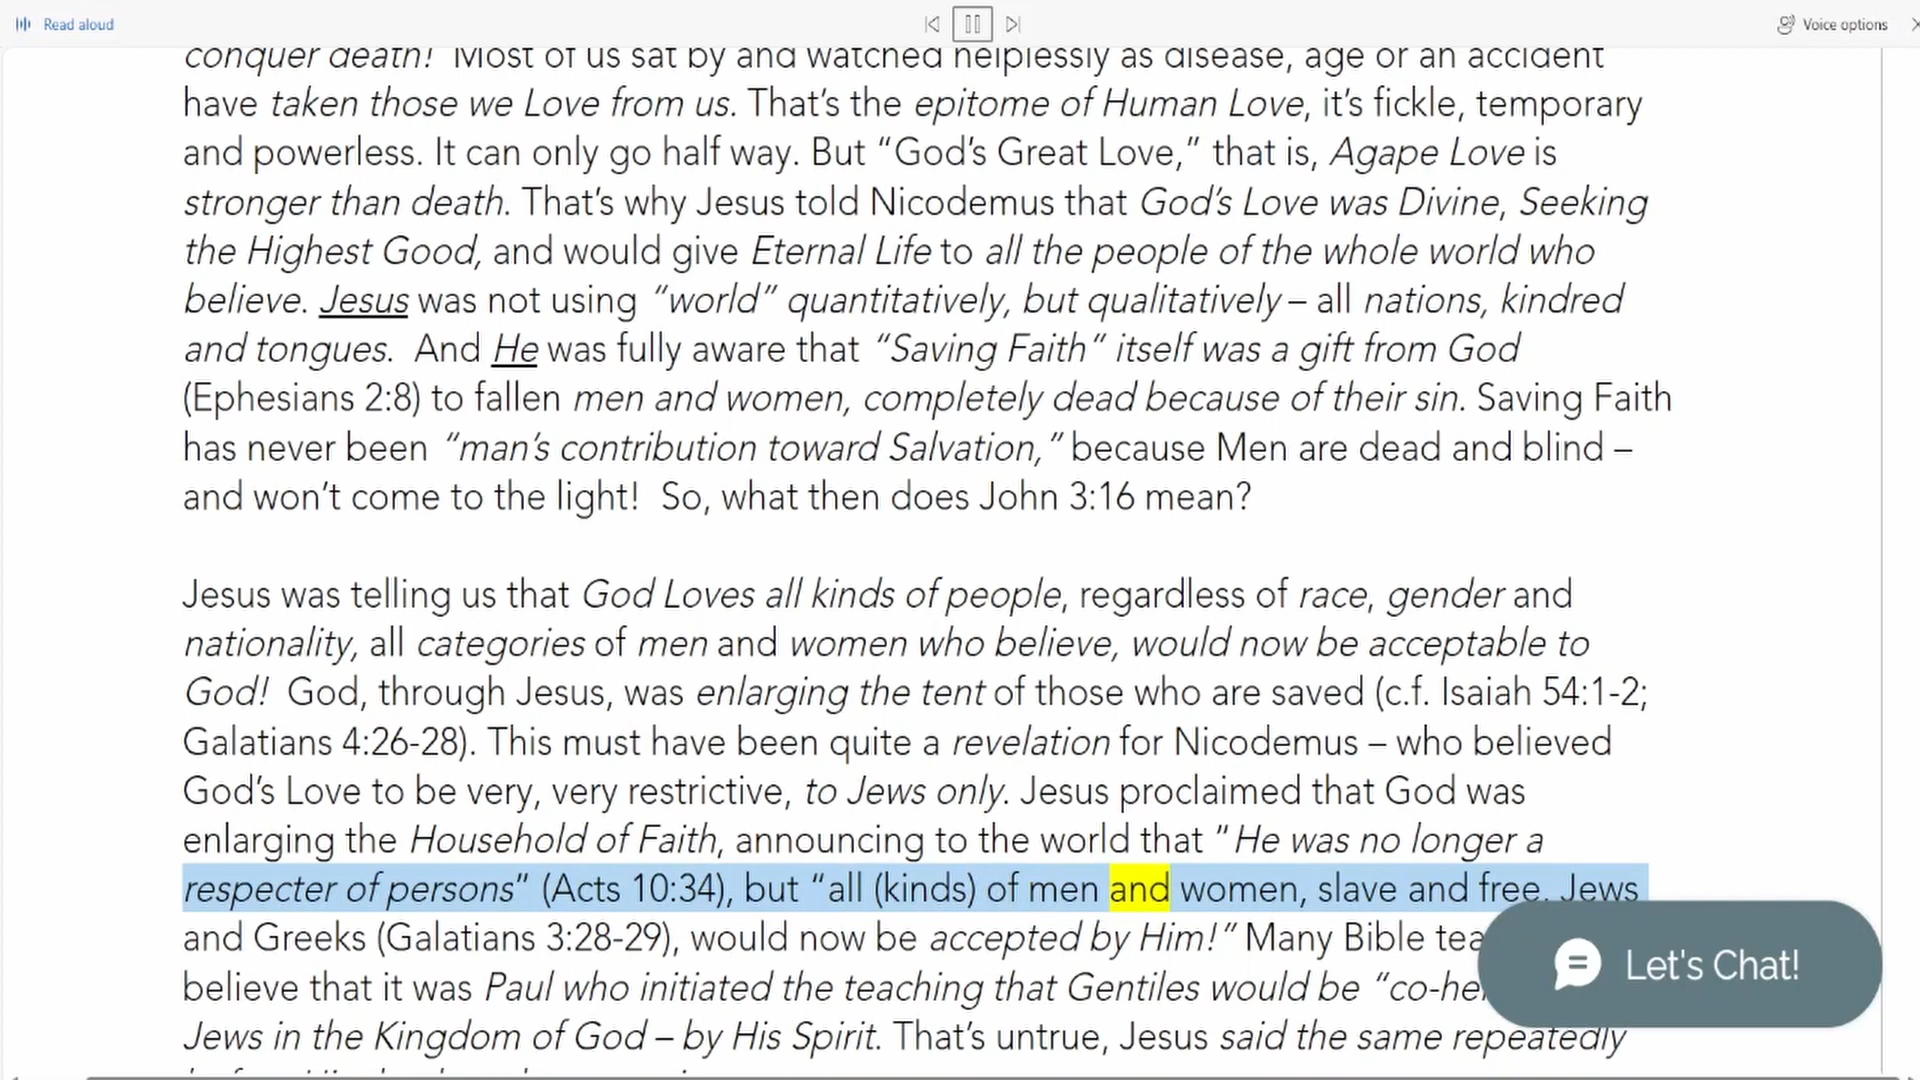 Read aloud
Voice options
conquer death!  Most of us sat by and watched helplessly as disease, age or an accident
have taken those we Love from us. That’s the epitome of Human Love, it’s fickle, temporary
and powerless. It can only go half way. But “God’s Great Love,” that is, Agape Love is
stronger than death. That’s why Jesus told Nicodemus that God’s Love was Divine, Seeking
the Highest Good, and would give Eternal Life to all the people of the whole world who
believe. Jesus was not using “world” quantitatively, but qualitatively – all nations, kindred
and tongues.  And He was fully aware that “Saving Faith” itself was a gift from God
(Ephesians 2:8) to fallen men and women, completely dead because of their sin. Saving Faith
has never been “man’s contribution toward Salvation,” because Men are dead and blind –
and won’t come to the light!  So, what then does John 3:16 mean?
Jesus was telling us that God Loves all kinds of people, regardless of race, gender and
nationality, all categories of men and women who believe, would now be acceptable to
God!  God, through Jesus, was enlarging the tent of those who are saved (c.f. Isaiah 54:1-2;
Galatians 4:26-28). This must have been quite a revelation for Nicodemus – who believed
God’s Love to be very, very restrictive, to Jews only. Jesus proclaimed that God was
enlarging the Household of Faith, announcing to the world that “He was no longer a
respecter of persons” (Acts 10:34), but “all (kinds) of men and women, slave and free, Jews
and Greeks (Galatians 3:28-29), would now be accepted by Him!” Many Bible
believe that it was Paul who initiated the teaching that Gentiles would be
Jews in the Kingdom of God – by His Spirit. That’s untrue, Jesus said the same repeatedly
Let's Chat!